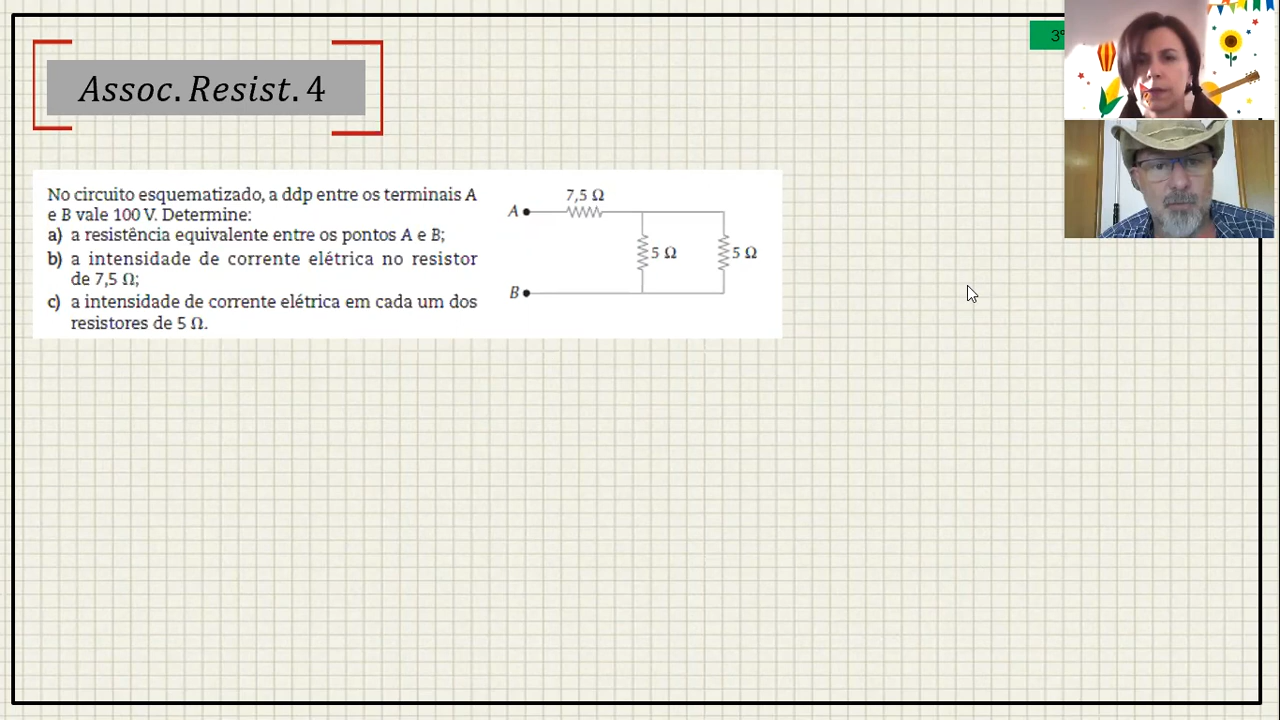 Assoc. Resist. 4
3º
No circuito esquematizado, a ddp entre os terminais A
e B vale 100 V. Determine:
a) a resistência equivalente entre os pontos A e B;
b) a intensidade de corrente elétrica no resistor
de 7,5 Ω;
c) a intensidade de corrente elétrica em cada um dos
resistores de 5 Ω.
7,5 Ω
A
5 Ω
5 Ω
B